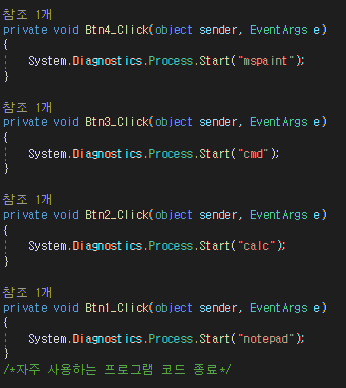 참조 1개
private void Btn4_Click(object sender, EventArgs e)
{
System.Diagnostics.Process.Start("mspaint");
}
참조 1개
private void Btn3_Click(object sender, EventArgs e)
{
System.Diagnostics.Process.Start("cmd");
}
참조 1개
private void Btn2_Click(object sender, EventArgs e)
{
System.Diagnostics.Process.Start("calc");
}
참조 1개
private void Btn1_Click(object sender, EventArgs e)
{
System.Diagnostics.Process.Start("notepad");
}
/*자주 사용하는 프로그램 코드 종료*/